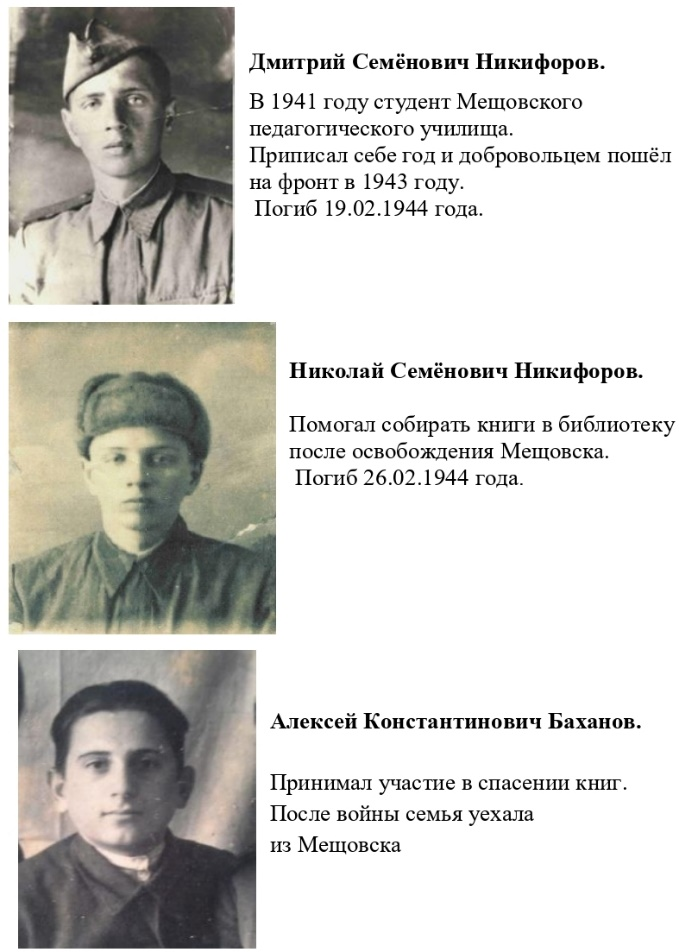 Дмитрий Семёнович Никифоров.
В 1941 году студент Мещовского
педагогического училища.
Приписал себе год и добровольцем пошёл
на фронт в 1943 году.
Погиб 19.02.1944 года.
Николай Семёнович Никифоров.
Помогал собирать книги в библиотеку
после освобождения Мещовска.
Погиб 26.02.1944 года.
Алексей Константинович Баханов.
Принимал участие в спасении книг.
После войны семья уехала
из Мещовска